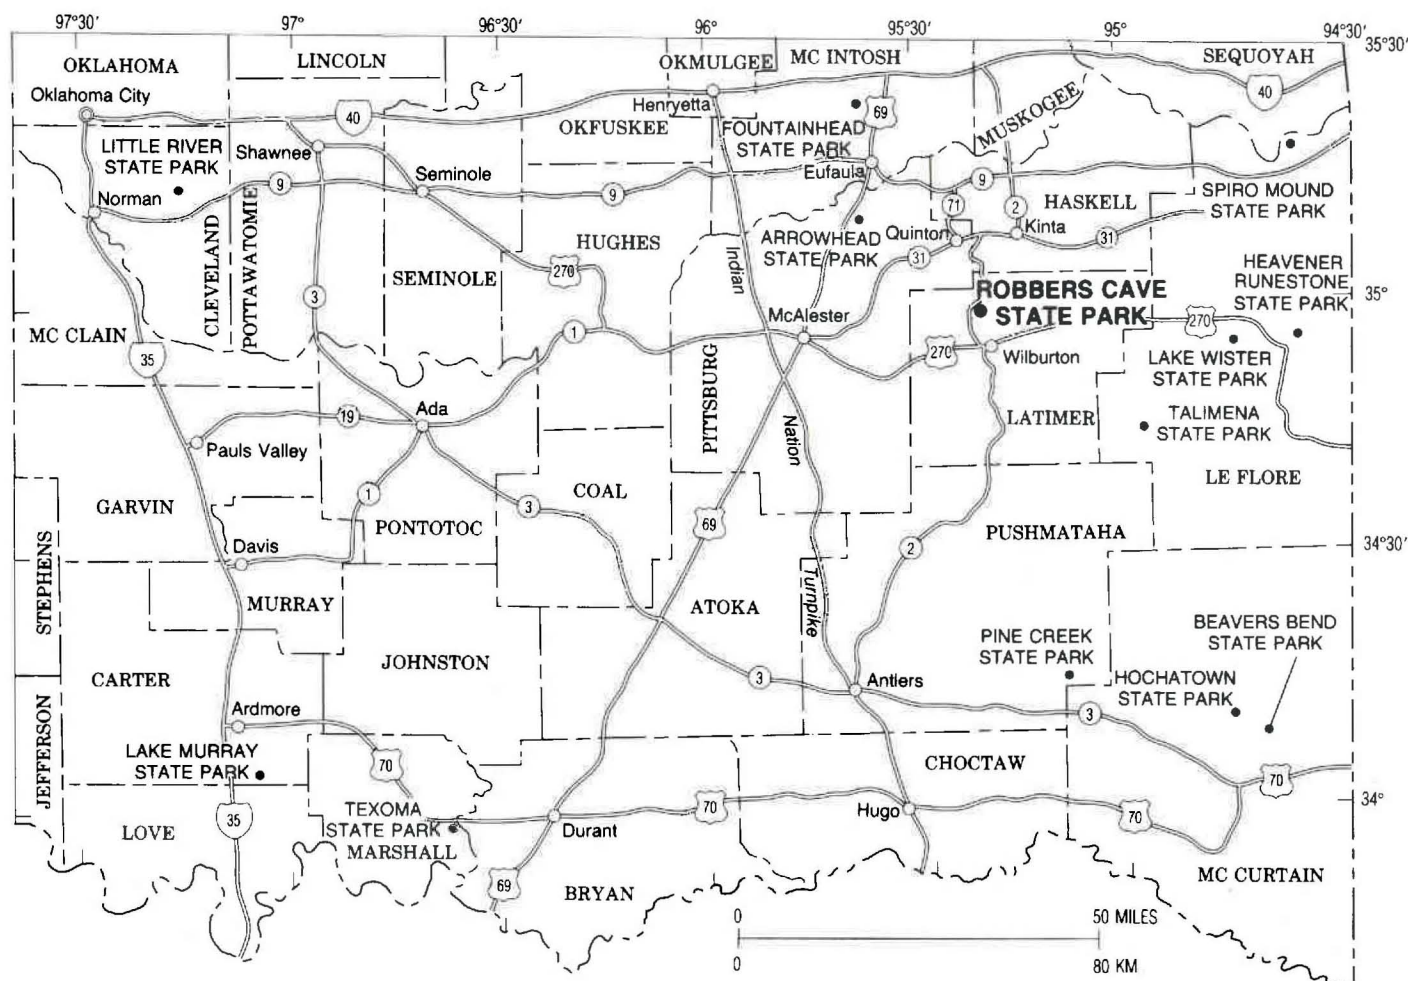 97°30′ 97° 96°30′ 96° 95°30′ 95° 94°30′
35°30′
OKLAHOMA
LINCOLN
OKMULGEE
MC INTOSH
SEQUOYAH
Oklahoma City
40
Henryetta
69
40
OKFUSKEE
MUSKOGEE
FOUNTAINHEAD
STATE PARK
LITTLE RIVER
STATE PARK
Shawnee
Seminole
Eufaula
9
9
9
Norman
71
2
HASKELL
SPIRO MOUND
STATE PARK
CLEVELAND
POTTAWATOMIE
HUGHES
ARROWHEAD
STATE PARK
Quinton
Kinta
31
31
270
SEMINOLE
Indian
HEAVENER
RUNESTONE
STATE PARK
3
ROBBERS CAVE
STATE PARK
35°
MC CLAIN
1
McAlester
270
35
PITTSBURG
270
Wilburton
LAKE WISTER
STATE PARK
Ada
19
LATIMER
TALIMENA
STATE PARK
Pauls Valley
Nation
LE FLORE
GARVIN
1
3
COAL
PONTOTOC
69
PUSHMATAHA
2
Davis
34°30′
STEPHENS
MURRAY
ATOKA
Turnpike
BEAVERS BEND
STATE PARK
PINE CREEK
STATE PARK
JOHNSTON
CARTER
3
Antlers
HOCHATOWN
STATE PARK
3
Ardmore
JEFFERSON
LAKE MURRAY
STATE PARK
70
CHOCTAW
70
TEXOMA
STATE PARK
MARSHALL
34°
LOVE
35
Durant
70
Hugo
70
69
BRYAN
MC CURTAIN
0 50 MILES
0 80 KM